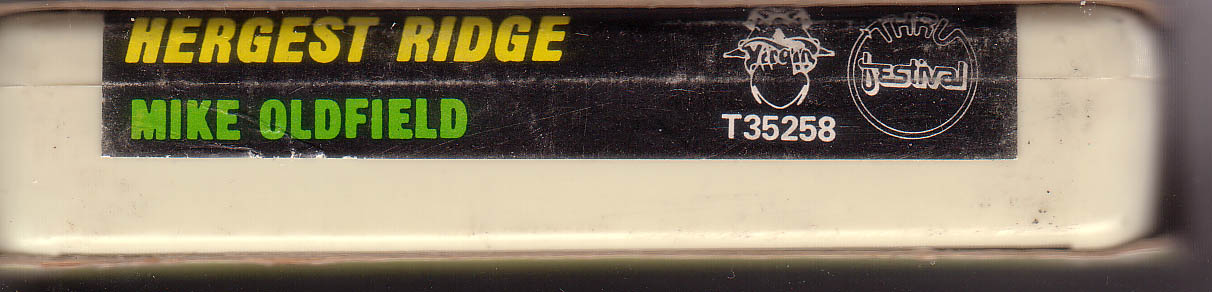 HERGEST RIDGE
MIKE OLDFIELD
Virgin
T35258
THRU
Festival